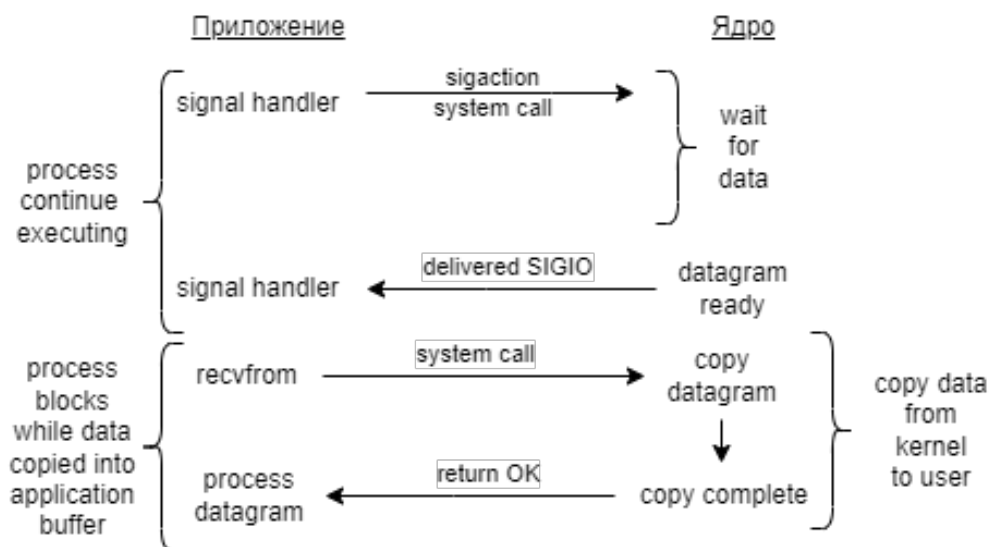 Приложение
Ядро
signal handler
sigaction
system call
wait
for
data
process
continue
executing
signal handler
delivered SIGIO
datagram
ready
process
blocks
while data
copied into
application
buffer
recvfrom
system call
copy
datagram
copy data
from
kernel
to user
process
datagram
return OK
copy complete